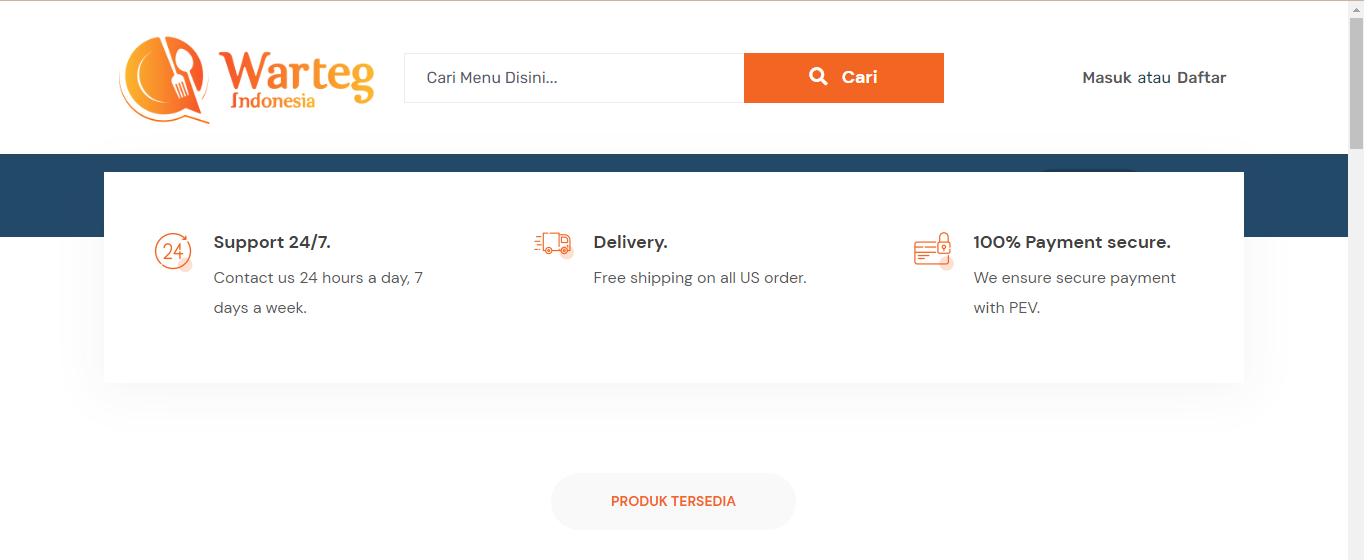 Warteg
Indonesia
Cari Menu Disini...
Cari
Masuk atau Daftar
24
Support 24/7.
Contact us 24 hours a day, 7
days a week.
Delivery.
Free shipping on all US order.
100% Payment secure.
We ensure secure payment
with PEV.
PRODUK TERSEDIA